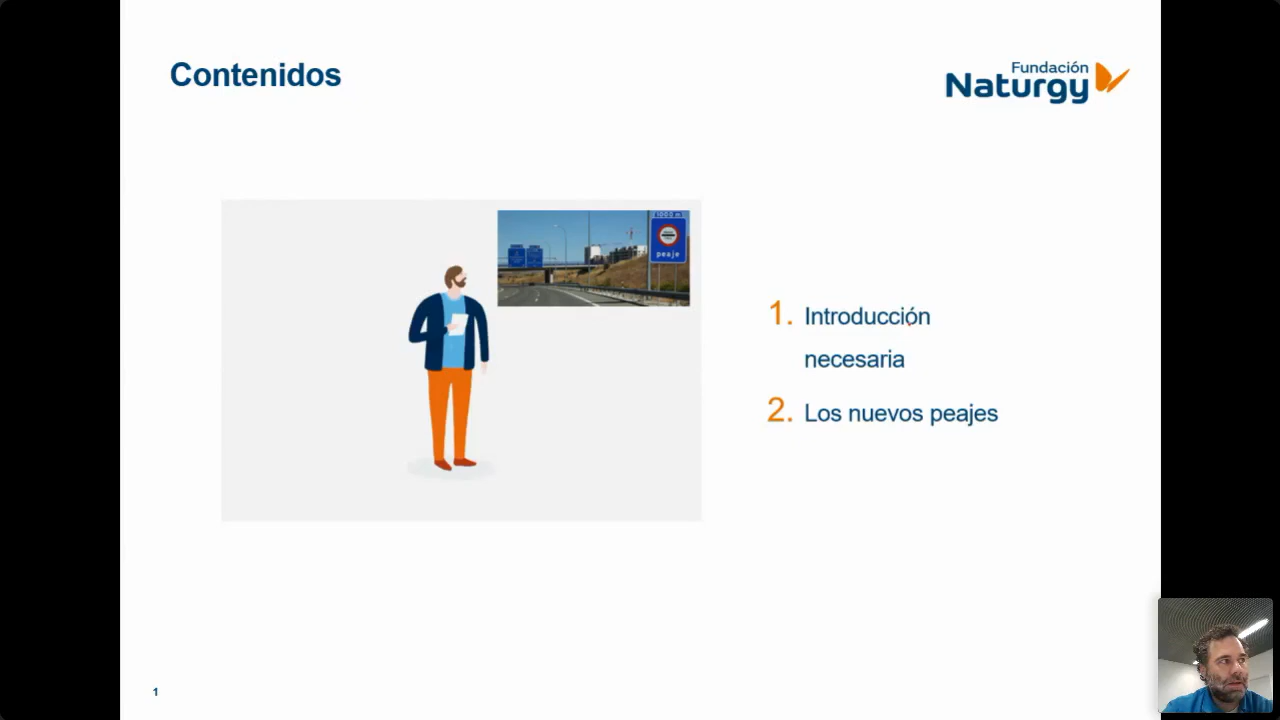 Contenidos
Fundación
Naturgy
1000 m
peaje
1. Introducción
necesaria
2. Los nuevos peajes
1